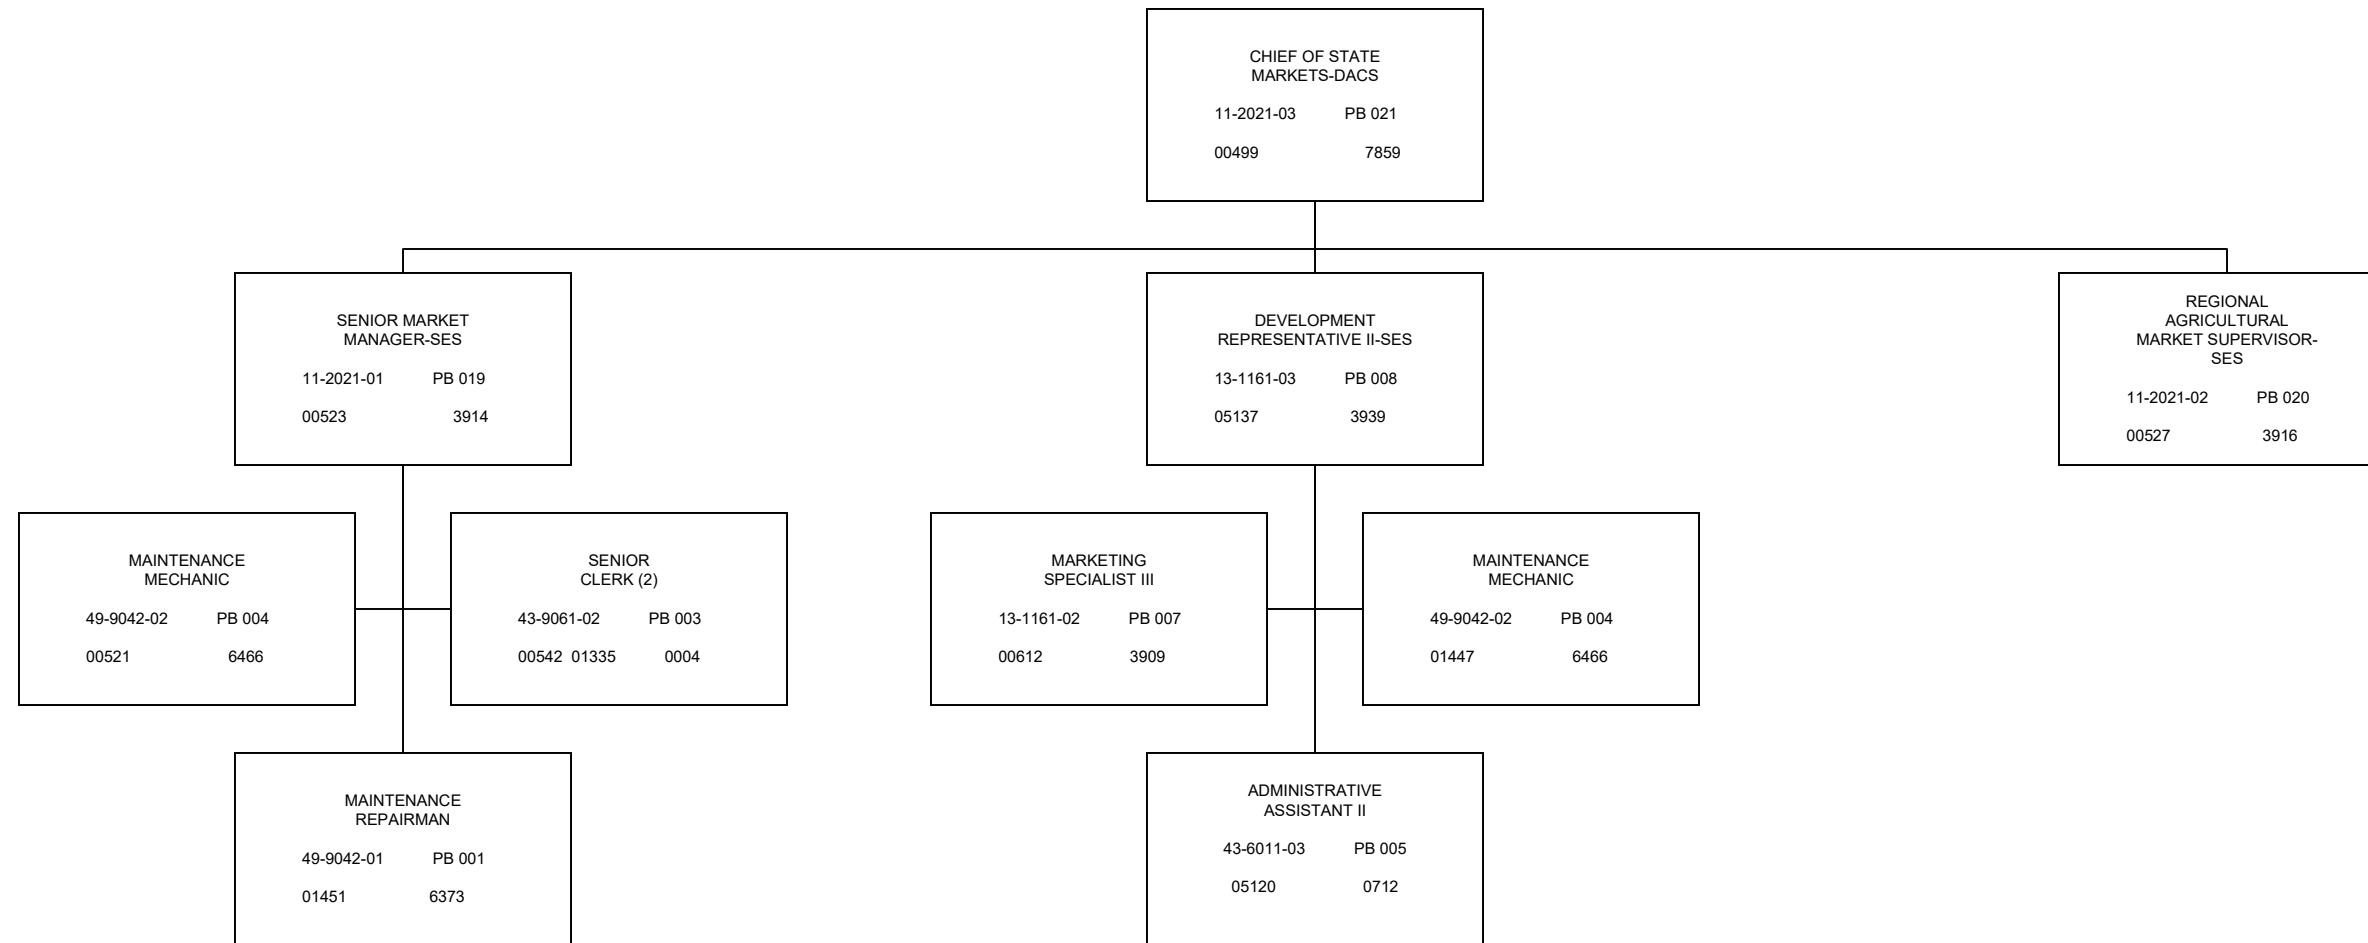 CHIEF OF STATE
MARKETS-DACS
11-2021-03 PB 021
00499 7859
SENIOR MARKET
MANAGER-SES
11-2021-01 PB 019
00523 3914
DEVELOPMENT
REPRESENTATIVE II-SES
13-1161-03 PB 008
05137 3939
REGIONAL
AGRICULTURAL
MARKET SUPERVISOR-
SES
11-2021-02 PB 020
00527 3916
MAINTENANCE
MECHANIC
49-9042-02 PB 004
00521 6466
SENIOR
CLERK (2)
43-9061-02 PB 003
00542 01335 0004
MARKETING
SPECIALIST III
13-1161-02 PB 007
00612 3909
MAINTENANCE
MECHANIC
49-9042-02 PB 004
01447 6466
MAINTENANCE
REPAIRMAN
49-9042-01 PB 001
01451 6373
ADMINISTRATIVE
ASSISTANT II
43-6011-03 PB 005
05120 0712